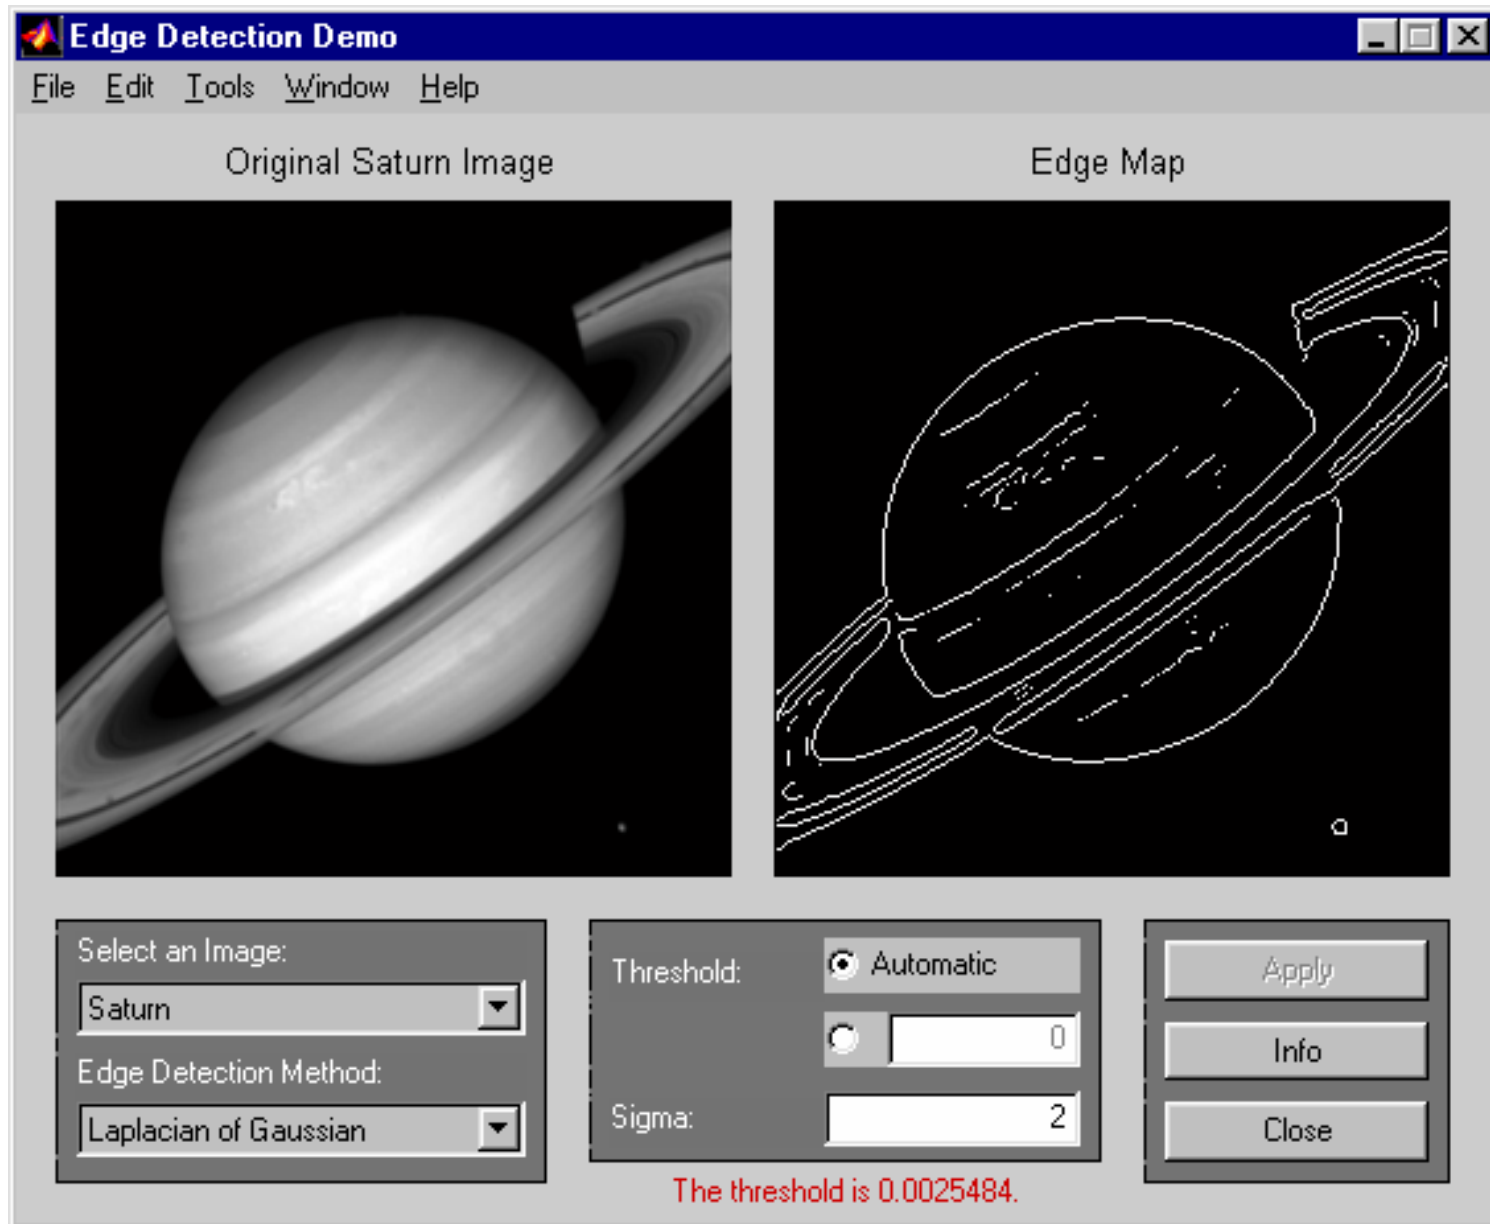 Edge Detection Demo
File Edit Tools Window Help
Original Saturn Image
Edge Map
Select an Image:
Saturn
Edge Detection Method:
Laplacian of Gaussian
Threshold:
Automatic
0
Sigma:
2
The threshold is 0.0025484.
Apply
Info
Close